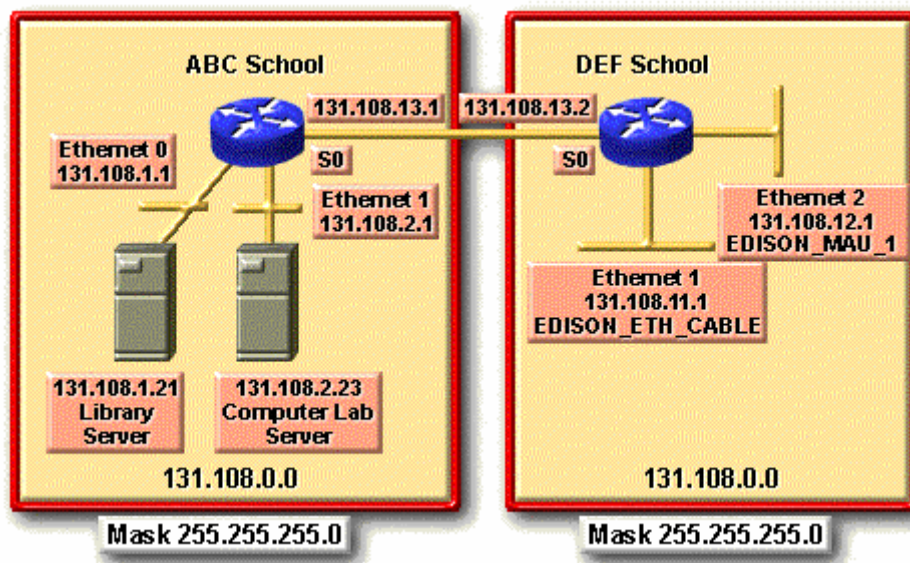 ABC School
DEF School
131.108.13.1
131.108.13.2
Ethernet 0
131.108.1.1
S0
S0
Ethernet 1
131.108.2.1
Ethernet 2
131.108.12.1
EDISON_MAU_1
Ethernet 1
131.108.11.1
EDISON_ETH_CABLE
131.108.1.21
Library
Server
131.108.2.23
Computer Lab
Server
131.108.0.0
131.108.0.0
Mask 255.255.255.0
Mask 255.255.255.0